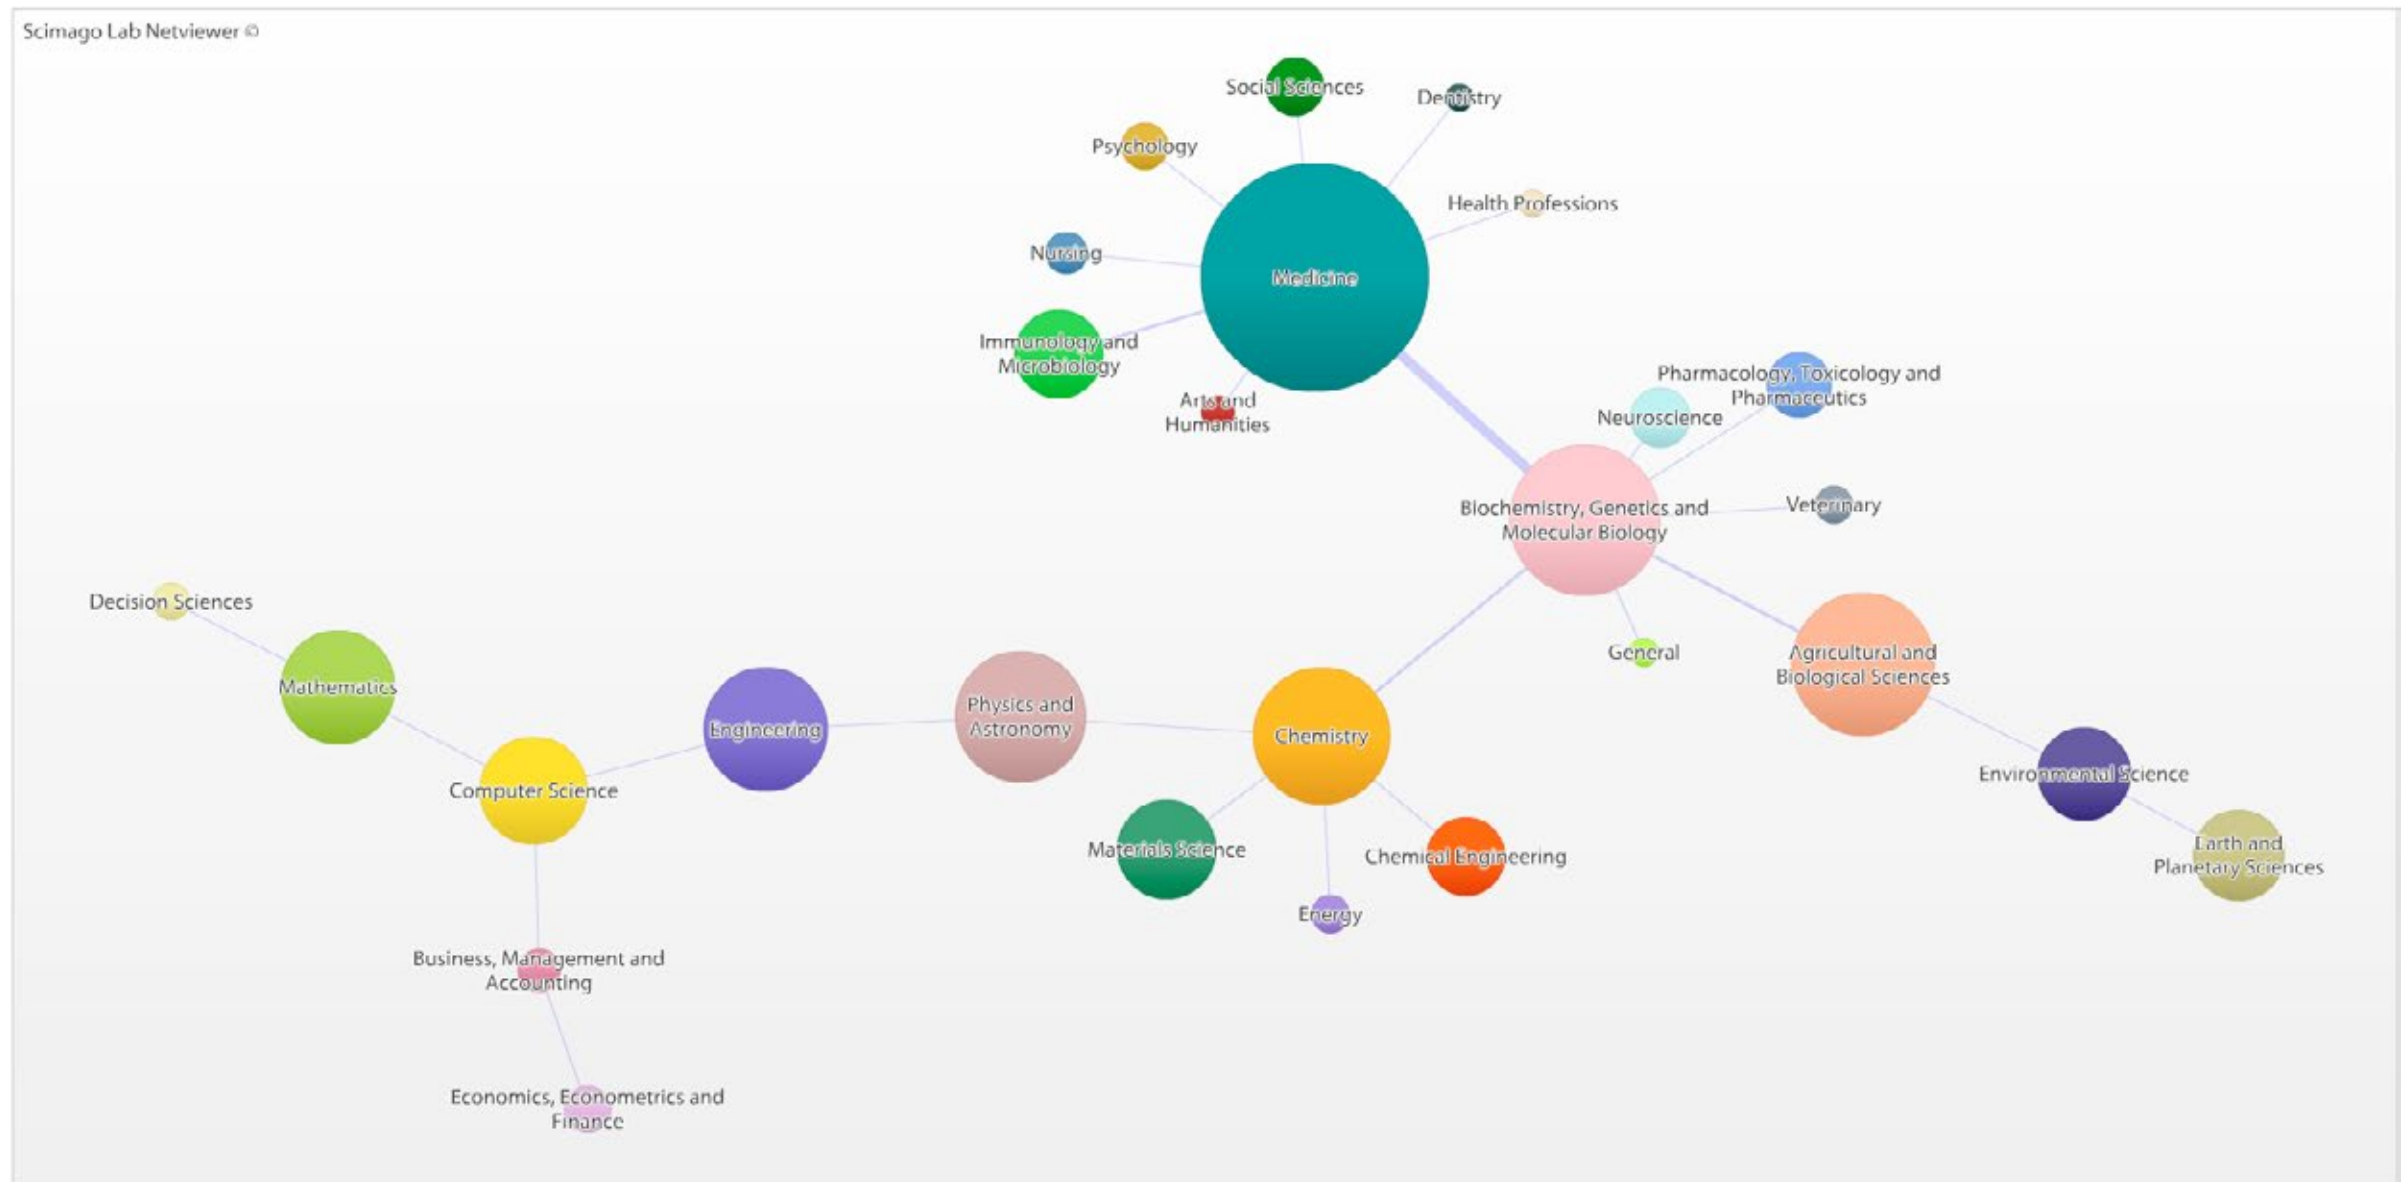 Scimago Lab Netviewer ©
Social Sciences
Dentistry
Psychology
Health Professions
Nursing
Medicine
Immunology and
Microbiology
Arts and
Humanities
Pharmacology, Toxicology and
Pharmaceutics
Neuroscience
Biochemistry, Genetics and
Molecular Biology
Veterinary
Decision Sciences
General
Agricultural and
Biological Sciences
Mathematics
Engineering
Physics and
Astronomy
Chemistry
Computer Science
Environmental Science
Materials Science
Chemical Engineering
Earth and
Planetary Sciences
Energy
Business, Management and
Accounting
Economics, Econometrics and
Finance